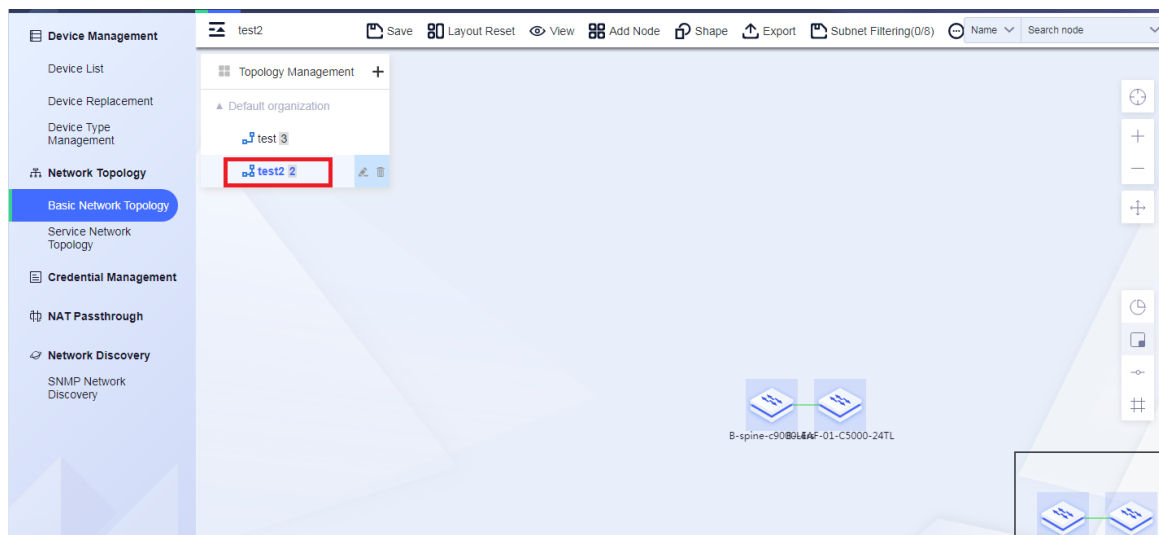 Device Management
Device List
Device Replacement
Device Type
Management
Network Topology
Basic Network Topology
Service Network
Topology
Credential Management
NAT Passthrough
Network Discovery
SNMP Network
Discovery
test2 Save Layout Reset View Add Node Shape Export Subnet Filtering(0/8) Name Search node
Topology Management +
Default organization
test 3
test2 2
B-spine-c9000 LEAF-01-C5000-24TL